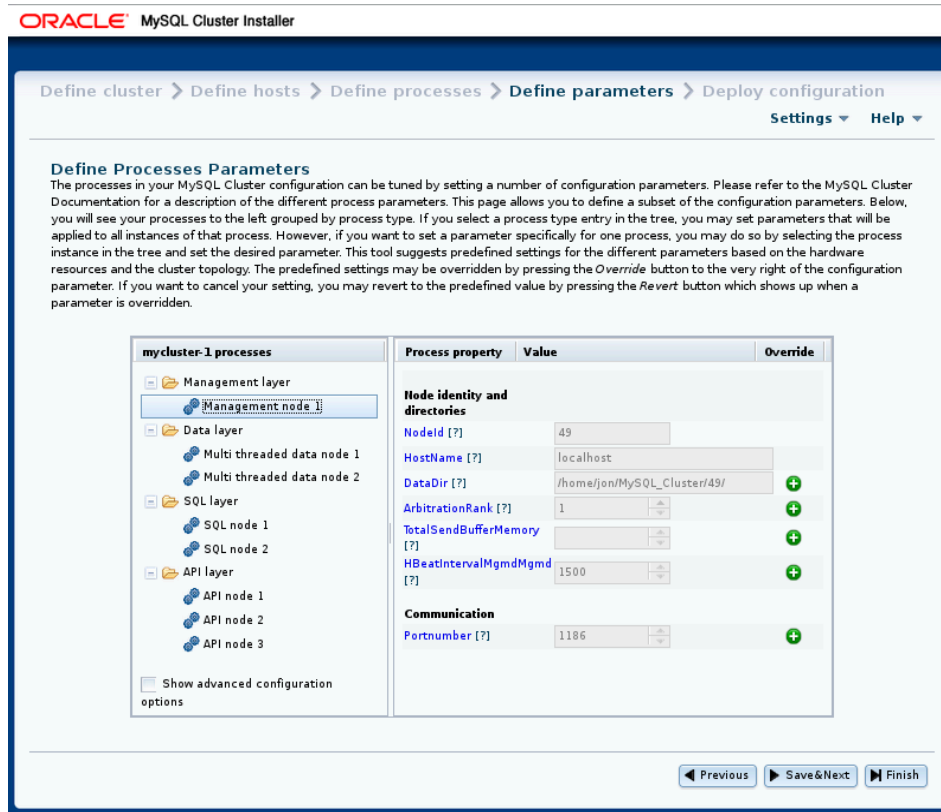 ORACLE® MySQL Cluster Installer
Define cluster > Define hosts > Define processes > Define parameters > Deploy configuration
Settings Help
Define Processes Parameters
The processes in your MySQL Cluster configuration can be tuned by setting a number of configuration parameters. Please refer to the MySQL Cluster
Documentation for a description of the different process parameters. This page allows you to define a subset of the configuration parameters. Below,
you will see your processes to the left grouped by process type. If you select a process type entry in the tree, you may set parameters that will be
applied to all instances of that process. However, if you want to set a parameter specifically for one process, you may do so by selecting the process
instance in the tree and set the desired parameter. This tool suggests predefined settings for the different parameters based on the hardware
resources and the cluster topology. The predefined settings may be overridden by pressing the Override button to the very right of the configuration
parameter. If you want to cancel your setting, you may revert to the predefined value by pressing the Revert button which shows up when a
parameter is overridden.
mycluster-1 processes
Management layer
Management node 1
Data layer
Multi threaded data node 1
Multi threaded data node 2
SQL layer
SQL node 1
SQL node 2
API layer
API node 1
API node 2
API node 3
Show advanced configuration
options
Process property Value Override
Node identity and
directories
NodeId [?] 49
HostName [?] localhost
DataDir [?] /home/jon/MySQL_Cluster/49/
ArbitrationRank [?] 1
TotalSendBufferMemory
[?]
HBeatIntervalMgmdMgmd
[?] 1500
Communication
Portnumber [?] 1186
Previous Save&Next Finish